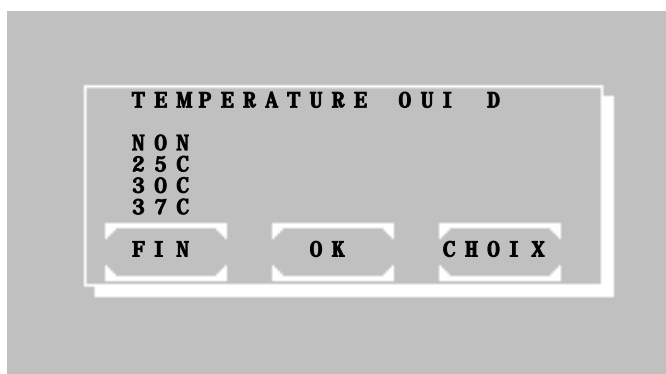 TEMPERATURE OUI D
NON
25C
30C
37C
FIN OK CHOIX